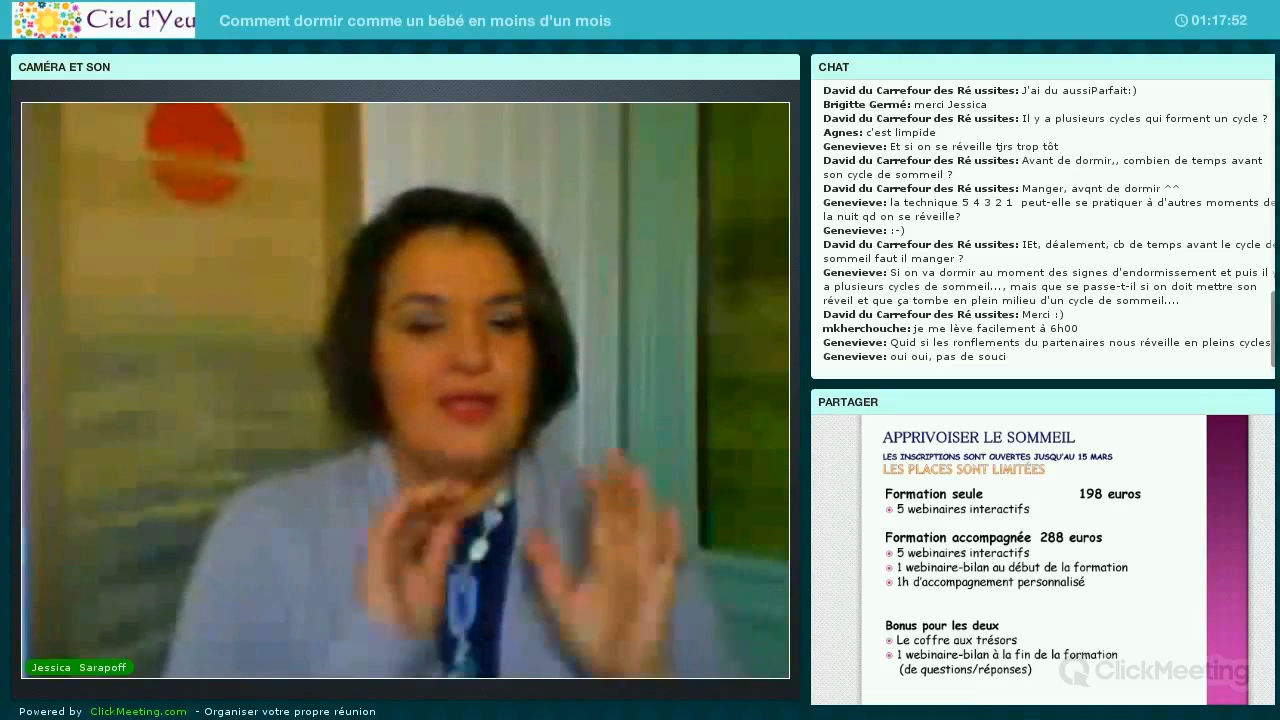 Ciel d'Yeu
Comment dormir comme un bébé en moins d'un mois
01:17:52
CAMÉRA ET SON
Jessica Sarapoff
Powered by ClickMeeting.com - Organiser votre propre réunion
CHAT
David du Carrefour des Ré ussites: J'ai du aussiParfait:)
Brigitte Germé: merci Jessica
David du Carrefour des Ré ussites: Il y a plusieurs cycles qui forment un cycle ?
Agnes: c'est limpide
Genevieve: Et si on se réveille tjrs trop tôt
David du Carrefour des Ré ussites: Avant de dormir,, combien de temps avant
son cycle de sommeil ?
David du Carrefour des Ré ussites: Manger, avqnt de dormir ^^
Genevieve: la technique 5 4 3 2 1 peut-elle se pratiquer à d'autres moments de
la nuit qd on se réveille?
Genevieve: :-)
David du Carrefour des Ré ussites: IEt, déalement, cb de temps avant le cycle de
sommeil faut il manger ?
Genevieve: Si on va dormir au moment des signes d'endormissement et puis il y
a plusieurs cycles de sommeil..., mais que se passe-t-il si on doit mettre son
réveil et que ça tombe en plein milieu d'un cycle de sommeil....
David du Carrefour des Ré ussites: Merci :)
mkherchouche: je me lève facilement à 6h00
Genevieve: Quid si les ronflements du partenaires nous réveille en pleins cycles
Genevieve: oui oui, pas de souci
PARTAGER
APPRIVOISER LE SOMMEIL
LES INSCRIPTIONS SONT OUVERTES JUSQU'AU 15 MARS
LES PLACES SONT LIMITÉES
Formation seule 198 euros
5 webinaires interactifs
Formation accompagnée 288 euros
5 webinaires interactifs
1 webinaire-bilan au début de la formation
1h d'accompagnement personnalisé
Bonus pour les deux
Le coffre aux trésors
1 webinaire-bilan à la fin de la formation
(de questions/réponses)
ClickMeeting